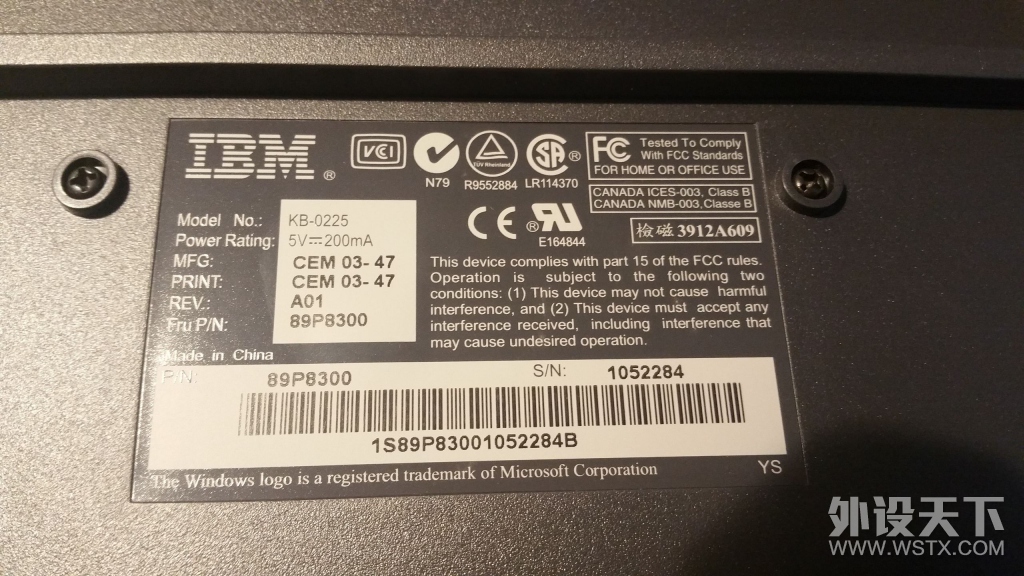 IBM ®
VCCI
N79
TÜV Rheinland
R9552884
SA ®
LR114370
FC Tested To Comply
With FCC Standards
FOR HOME OR OFFICE USE
CANADA ICES-003, Class B
CANADA NMB-003, Classe B
CE
® RU
E164844
檢磁 3912A609
Model No.: KB-0225
Power Rating: 5V⎓200mA
MFG: CEM 03- 47
PRINT: CEM 03- 47
REV.: A01
Fru P/N: 89P8300
This device complies with part 15 of the FCC rules.
Operation is subject to the following two
conditions: (1) This device may not cause harmful
interference, and (2) This device must accept any
interference received, including interference that
may cause undesired operation.
Made in China
P/N: 89P8300 S/N: 1052284
1S89P83001052284B
The Windows logo is a registered trademark of Microsoft Corporation
YS
外设天下
WWW.WSTX.COM